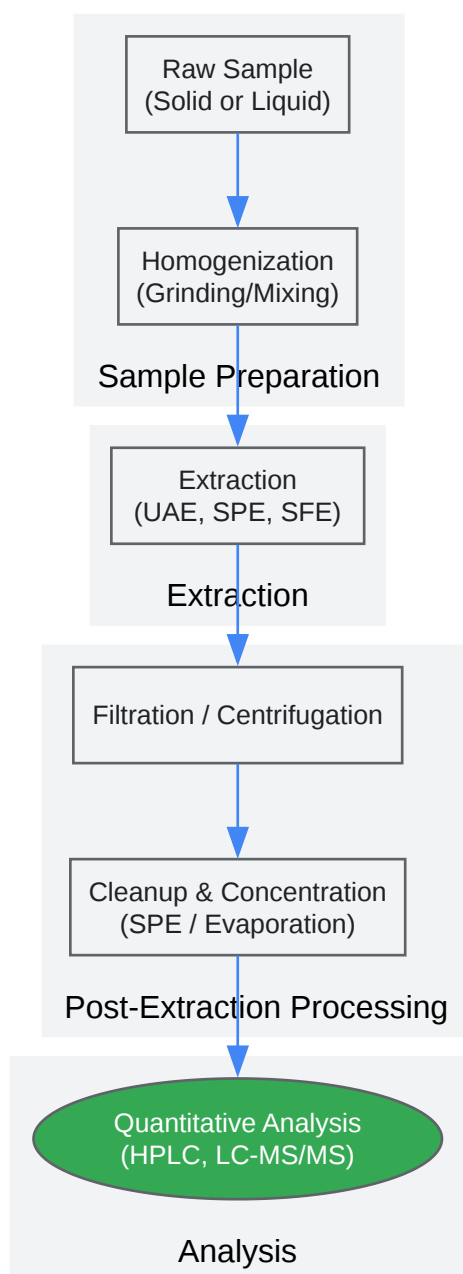 Raw Sample
(Solid or Liquid)
Homogenization
(Grinding/Mixing)
Sample Preparation
Extraction
(UAE, SPE, SFE)
Extraction
Filtration / Centrifugation
Cleanup & Concentration
(SPE / Evaporation)
Post-Extraction Processing
Quantitative Analysis
(HPLC, LC-MS/MS)
Analysis